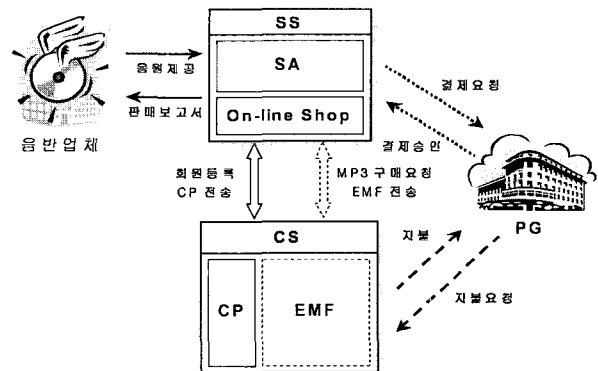 SS
SA
On-line Shop
음원제공
판매보고서
음반업체
결제요청
결제승인
회원등록
CP 전송
MP3 구매요청
EMF 전송
PG
CS
CP
EMF
지불
지불요청